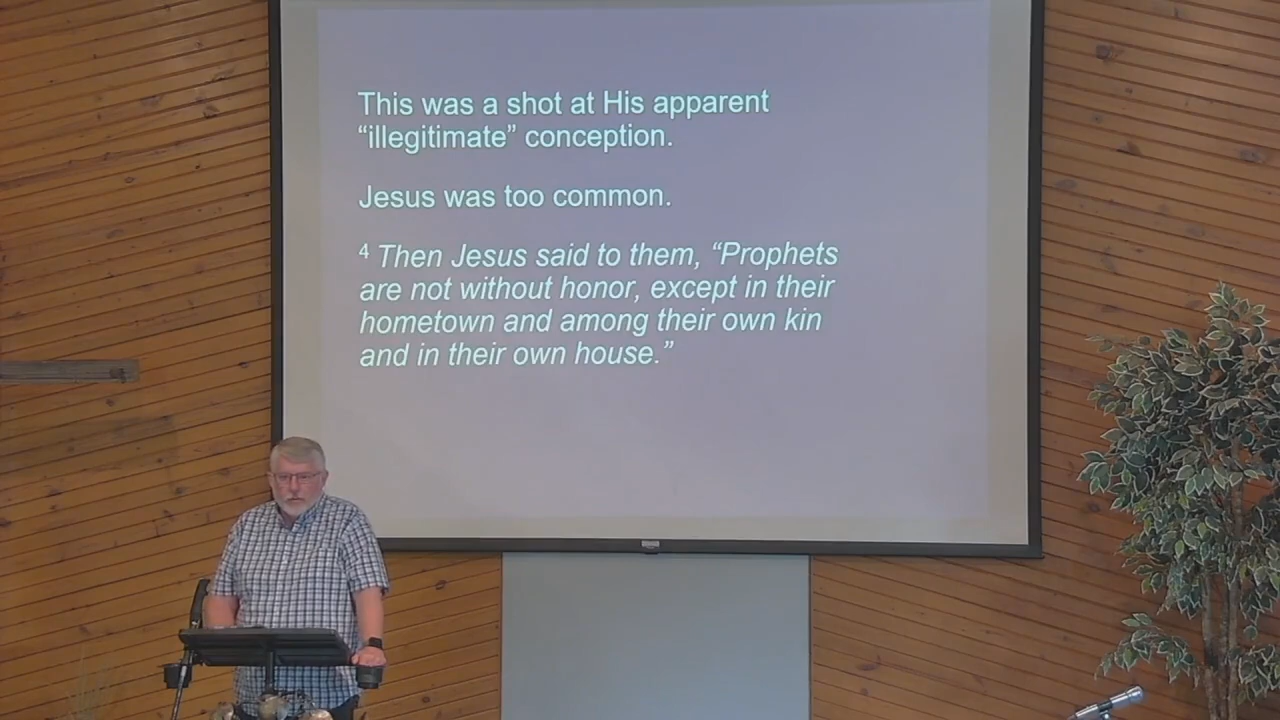 This was a shot at His apparent
“illegitimate” conception.
Jesus was too common.
⁴ Then Jesus said to them, “Prophets
are not without honor, except in their
hometown and among their own kin
and in their own house.”